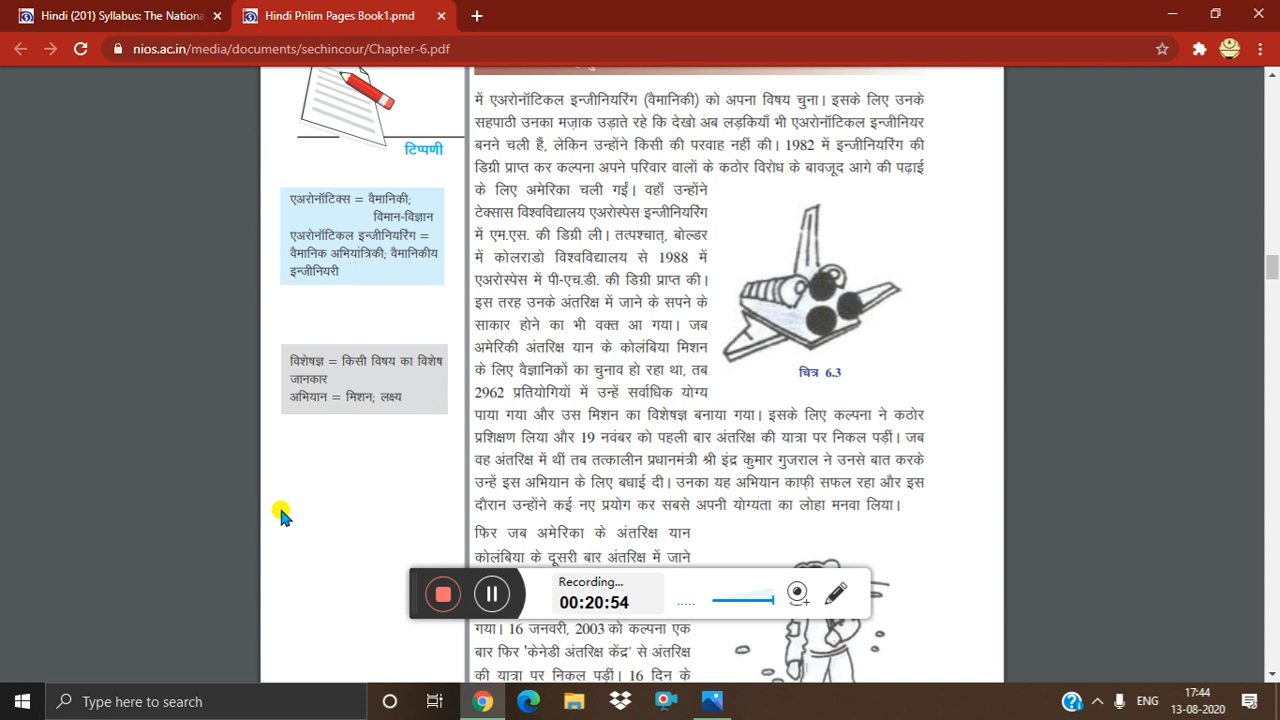 Hindi (201) Syllabus: The Nationa
Hindi Prilim Pages Book1.pmd
nios.ac.in/media/documents/sechincour/Chapter-6.pdf
टिप्पणी
एअरोनॉटिक्स = वैमानिकी;
विमान-विज्ञान
एअरोनॉटिकल इन्जीनियरिंग =
वैमानिक अभियांत्रिकी; वैमानिकीय
इन्जीनियरी
विशेषज्ञ = किसी विषय का विशेष
जानकार
अभियान = मिशन; लक्ष्य
में एअरोनॉटिकल इन्जीनियरिंग (वैमानिकी) को अपना विषय चुना। इसके लिए उनके
सहपाठी उनका मज़ाक उड़ाते रहे कि देखो अब लड़कियाँ भी एअरोनॉटिकल इन्जीनियर
बनने चली हैं, लेकिन उन्होंने किसी की परवाह नहीं की। 1982 में इन्जीनियरिंग की
डिग्री प्राप्त कर कल्पना अपने परिवार वालों के कठोर विरोध के बावजूद आगे की पढ़ाई
के लिए अमेरिका चली गईं। वहाँ उन्होंने
टेक्सास विश्वविद्यालय एअरोस्पेस इन्जीनियरिंग
में एम.एस. की डिग्री ली। तत्पश्चात्, बोल्डर
में कोलराडो विश्वविद्यालय से 1988 में
एअरोस्पेस में पी-एच.डी. की डिग्री प्राप्त की।
इस तरह उनके अंतरिक्ष में जाने के सपने के
साकार होने का भी वक्त आ गया। जब
अमेरिकी अंतरिक्ष यान के कोलंबिया मिशन
के लिए वैज्ञानिकों का चुनाव हो रहा था, तब
2962 प्रतियोगियों में उन्हें सर्वाधिक योग्य
पाया गया और उस मिशन का विशेषज्ञ बनाया गया। इसके लिए कल्पना ने कठोर
प्रशिक्षण लिया और 19 नवंबर को पहली बार अंतरिक्ष की यात्रा पर निकल पड़ीं। जब
वह अंतरिक्ष में थीं तब तत्कालीन प्रधानमंत्री श्री इंद्र कुमार गुजराल ने उनसे बात करके
उन्हें इस अभियान के लिए बधाई दी। उनका यह अभियान काफ़ी सफल रहा और इस
दौरान उन्होंने कई नए प्रयोग कर सबसे अपनी योग्यता का लोहा मनवा लिया।
चित्र 6.3
फिर जब अमेरिका के अंतरिक्ष यान
कोलंबिया के दूसरी बार अंतरिक्ष में जाने
गया। 16 जनवरी, 2003 को कल्पना एक
बार फिर 'केनेडी अंतरिक्ष केंद्र' से अंतरिक्ष
की यात्रा पर निकल पड़ीं। 16 दिन के
Recording...
00:20:54
Type here to search
ENG
17:44
13-08-2020